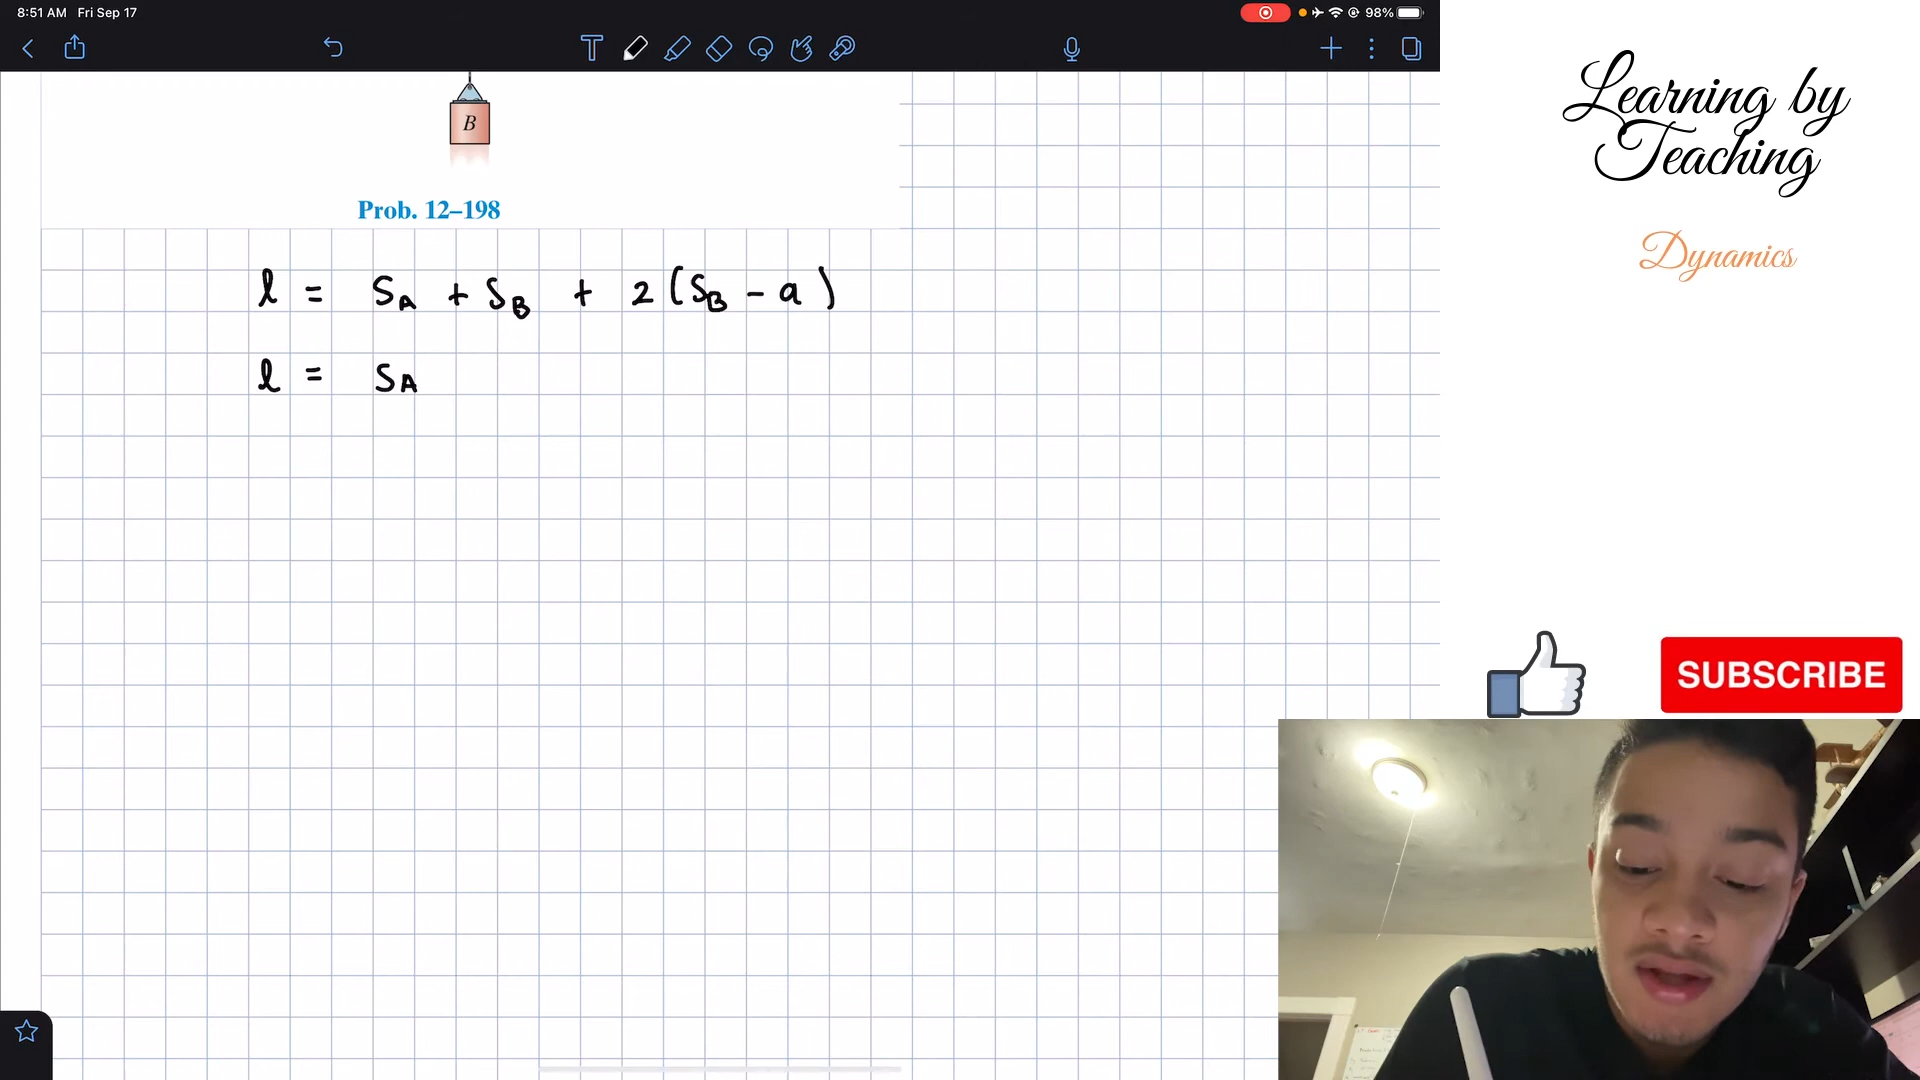 8:51 AM Fri Sep 17
98%
B
Prob. 12–198
l = SA + SB + 2 (SB - a)
l = SA
Learning by
Teaching
Dynamics
SUBSCRIBE